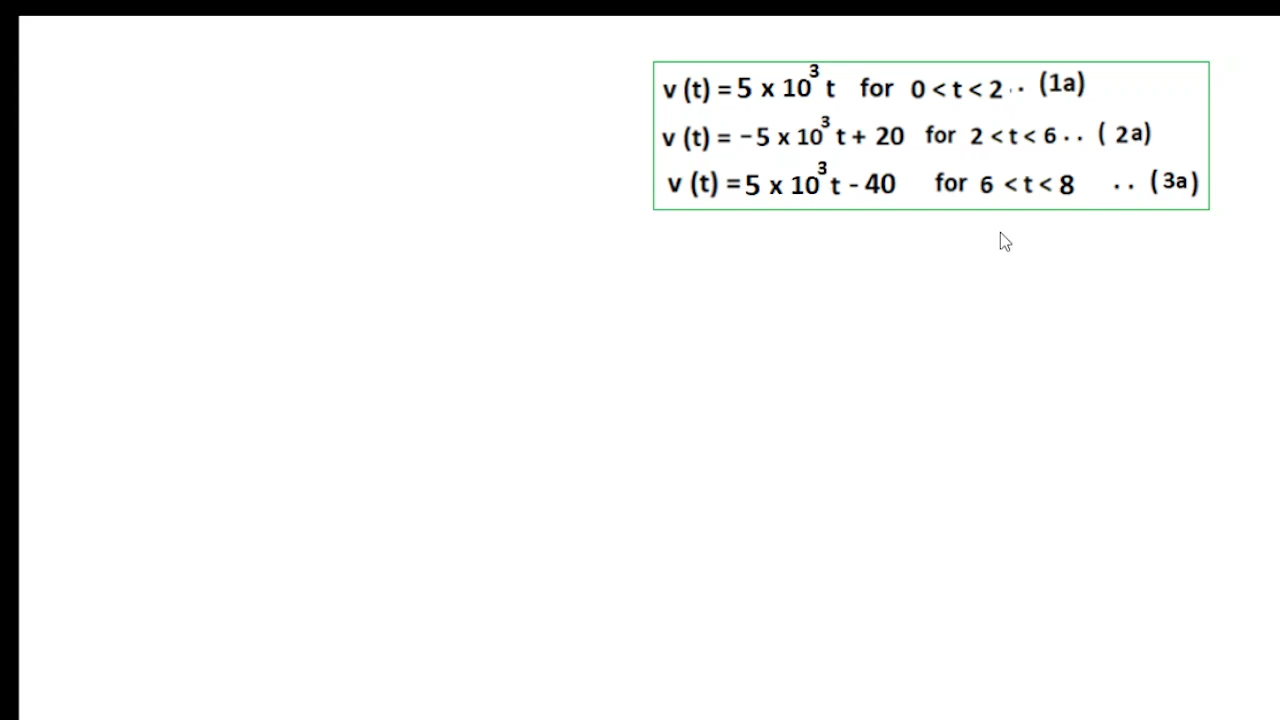 v (t) = 5 x 10³ t for 0 < t < 2 . . (1a)
v (t) = - 5 x 10³ t + 20 for 2 < t < 6 . . ( 2a)
v (t) = 5 x 10³ t - 40 for 6 < t < 8 . . (3a)